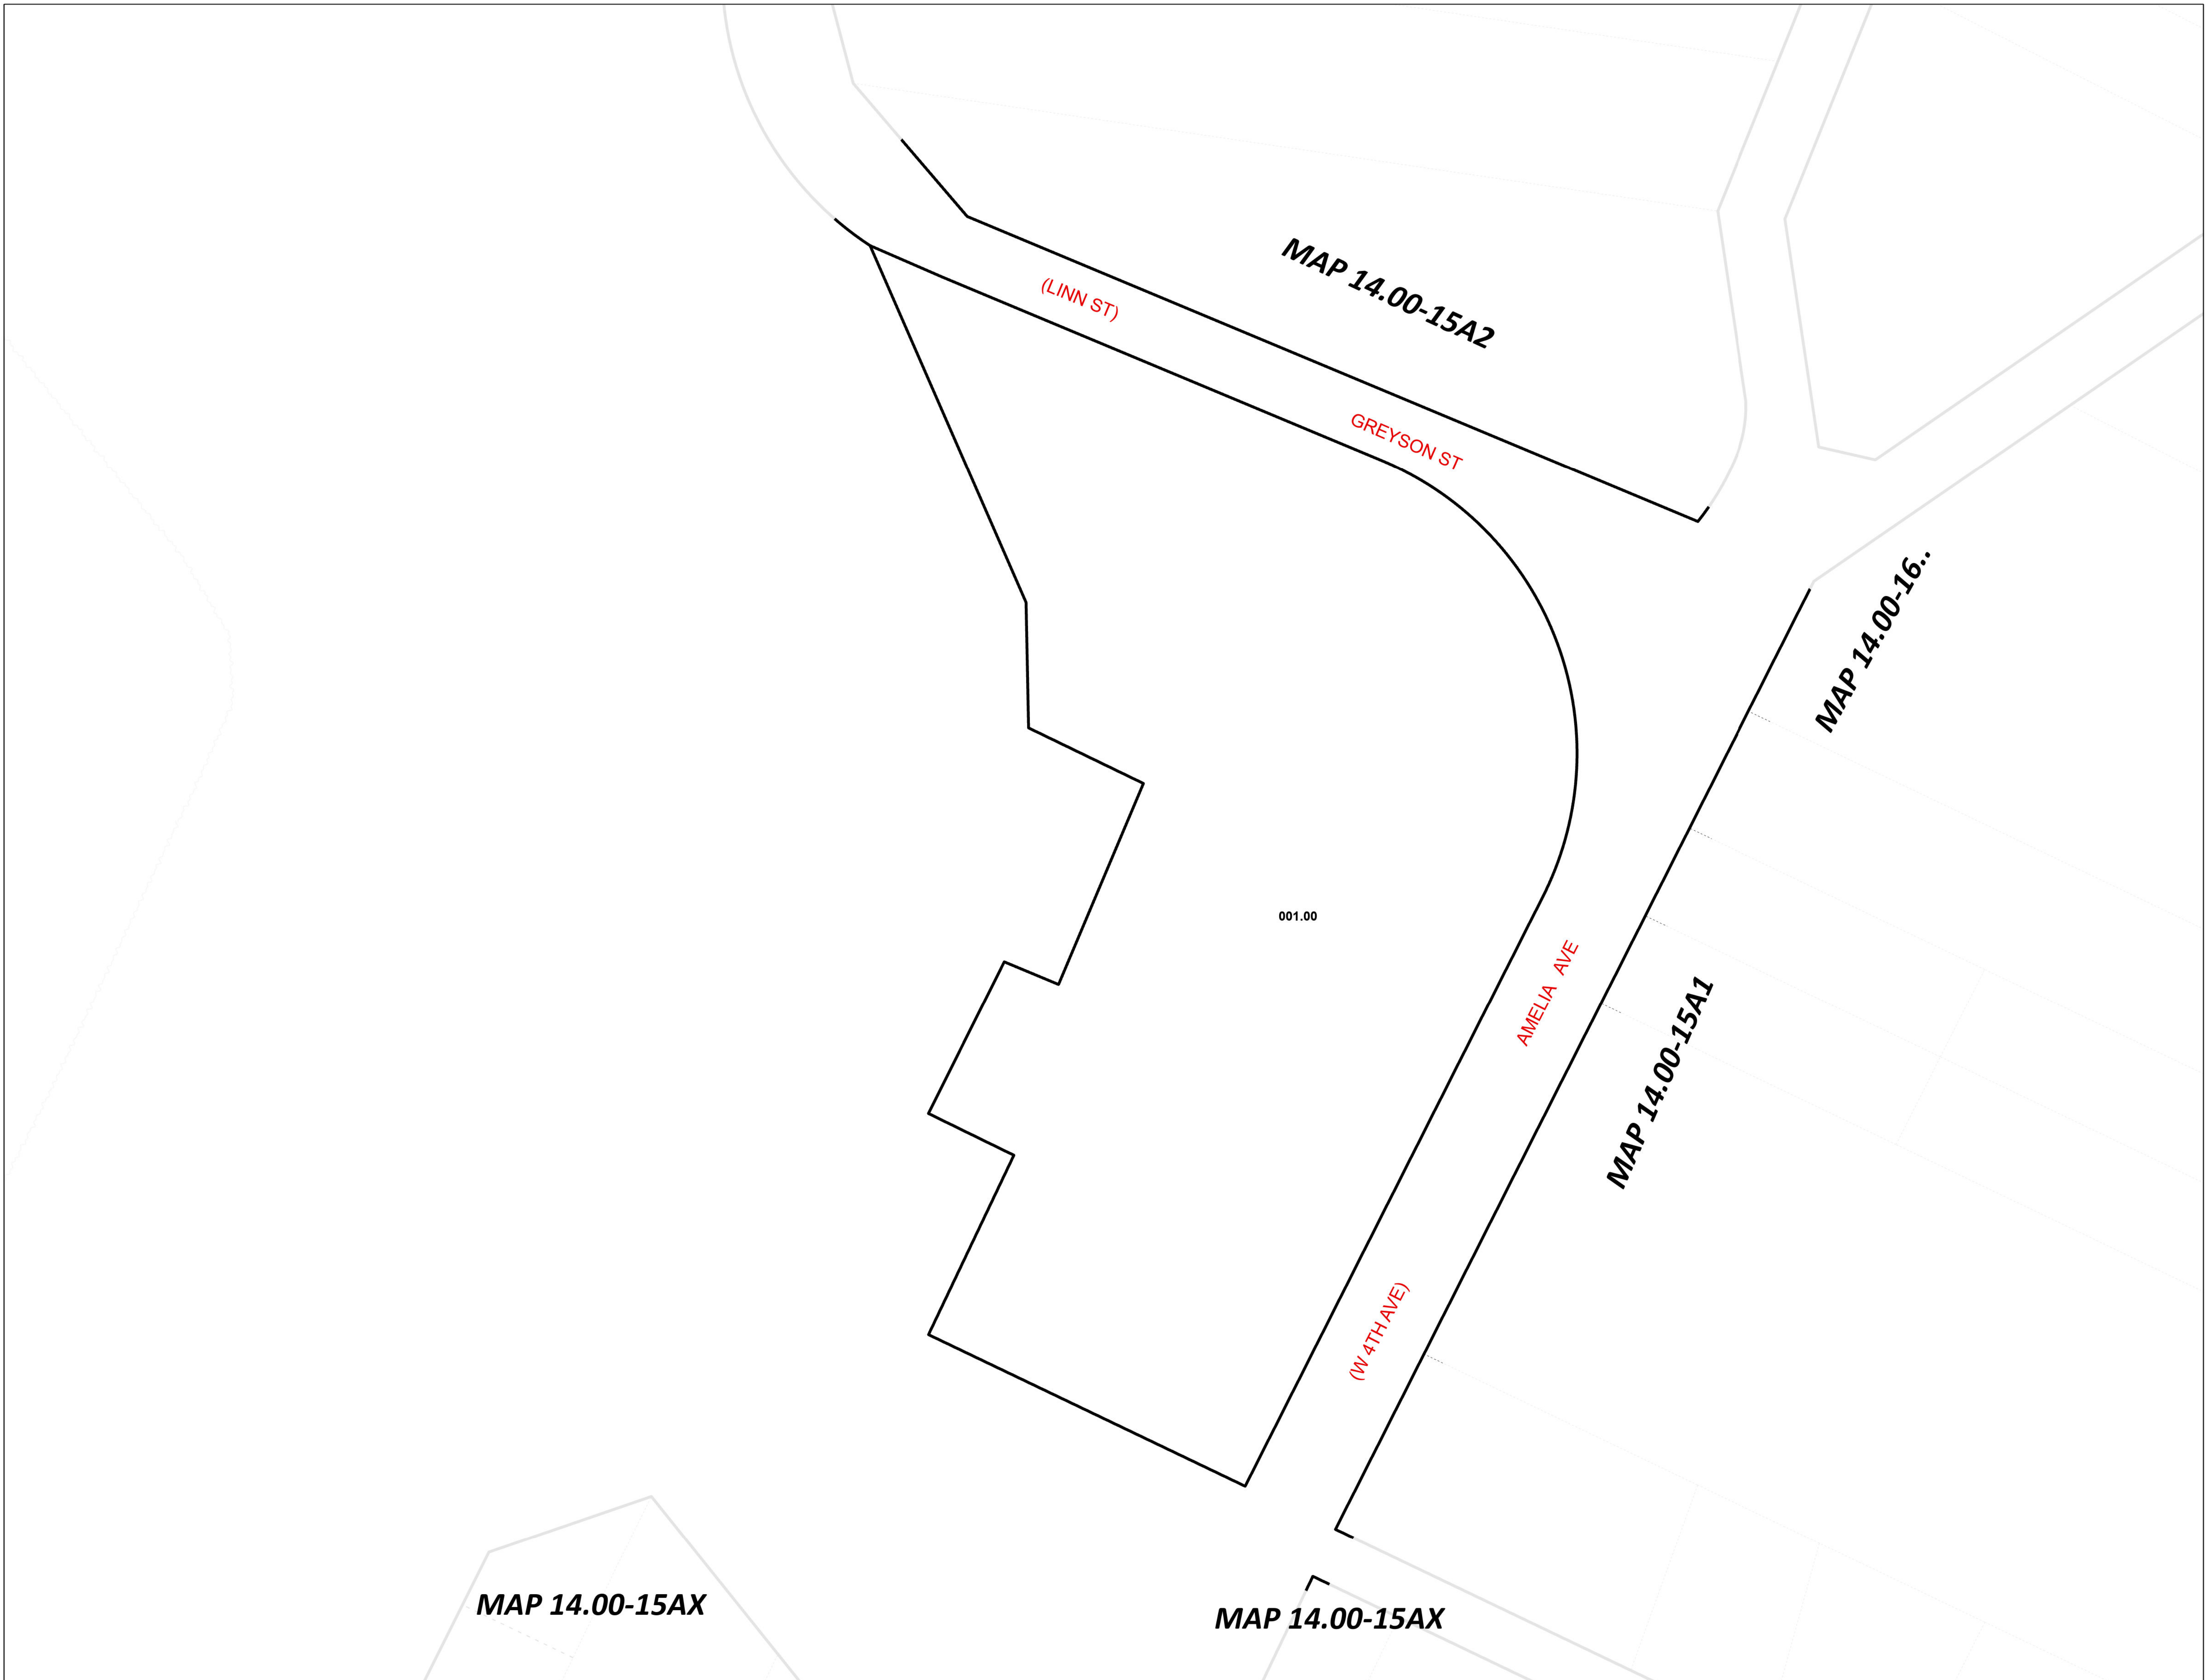 MAP 14.00-15A2
(LINN ST)
GREYSON ST
MAP 14.00-16..
001.00
AMELIA AVE
MAP 14.00-15A1
(W 4TH AVE)
MAP 14.00-15AX
MAP 14.00-15AX